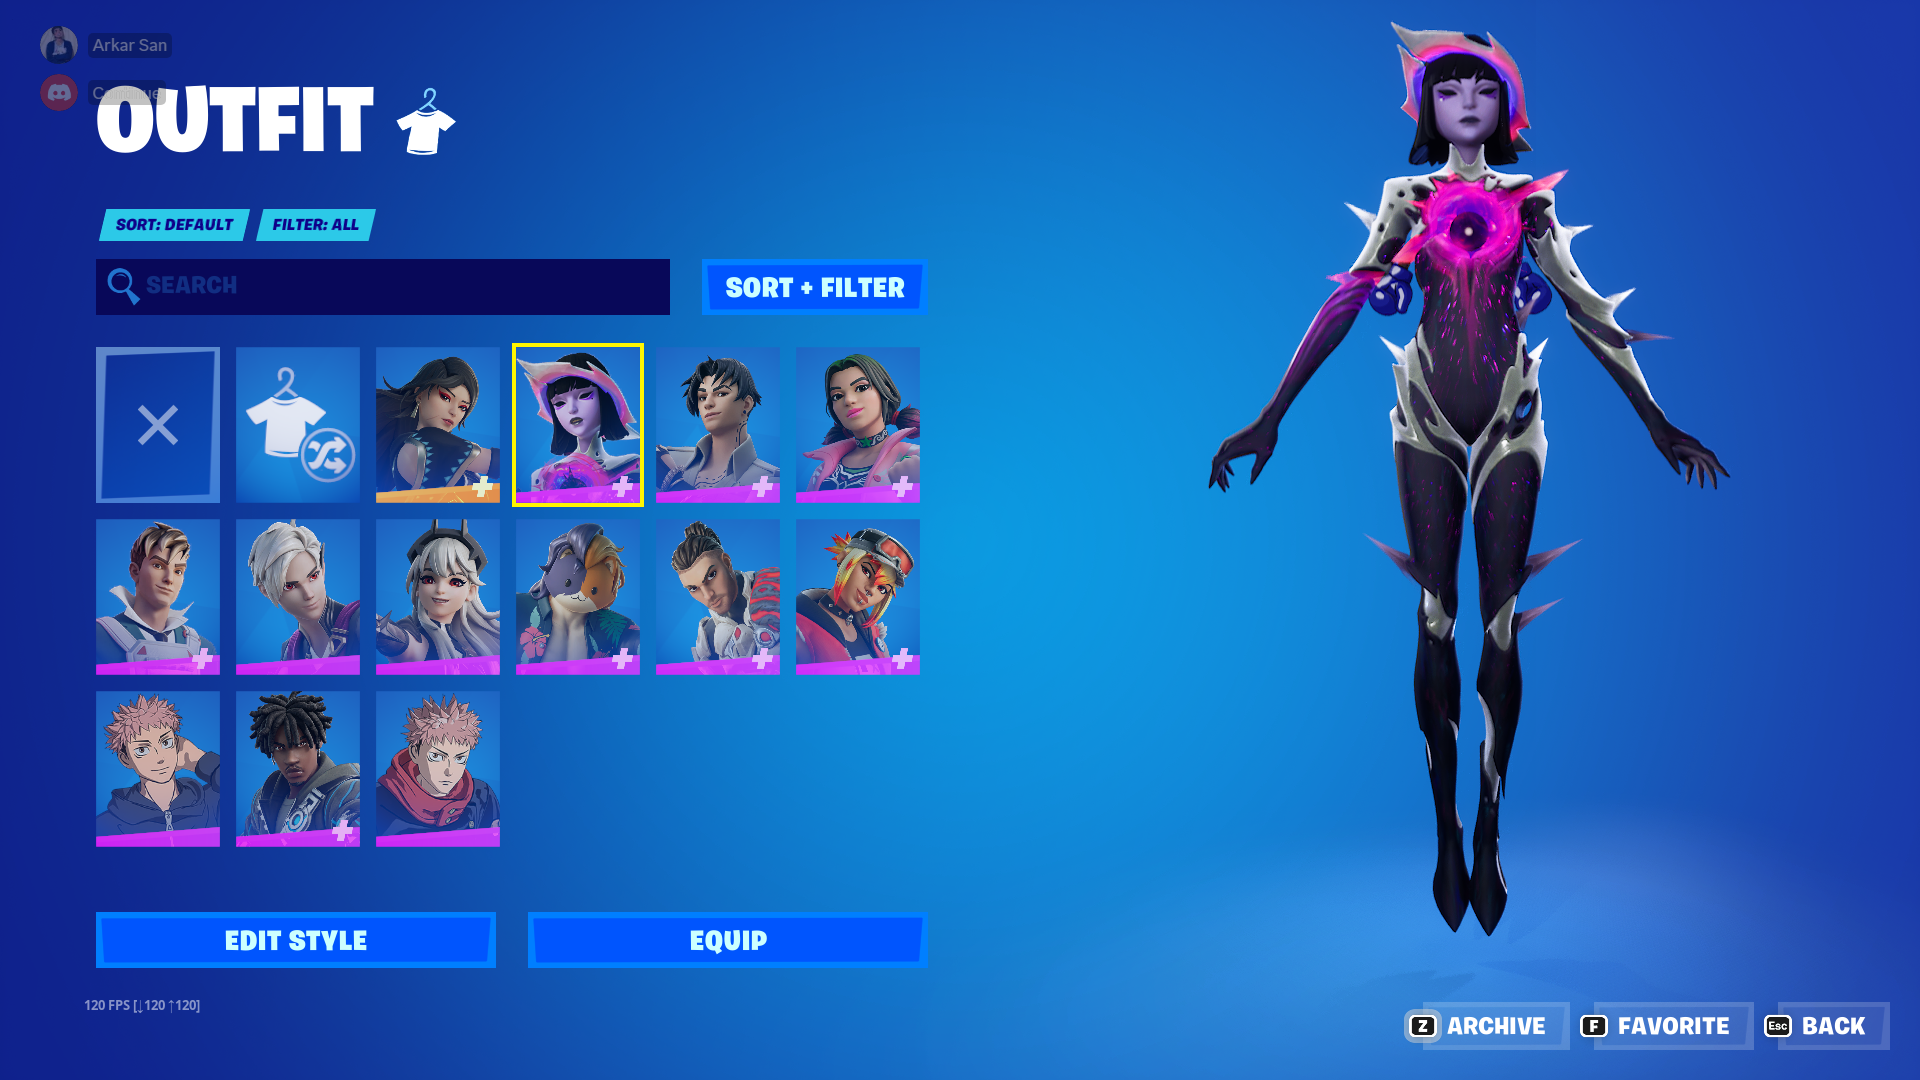 Arkar San
OUTFIT
SORT: DEFAULT
FILTER: ALL
SEARCH
SORT + FILTER
EDIT STYLE
EQUIP
120 FPS [↓120 ↑120]
Z ARCHIVE
F FAVORITE
Esc BACK